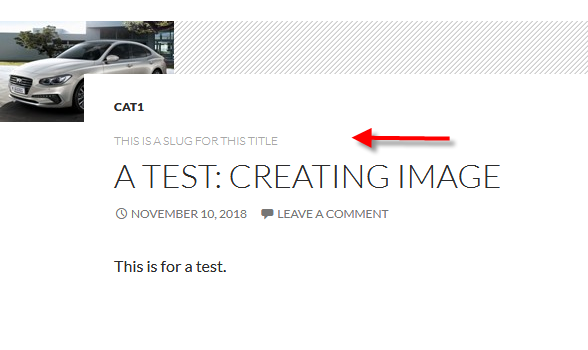 CAT1
THIS IS A SLUG FOR THIS TITLE
A TEST: CREATING IMAGE
NOVEMBER 10, 2018 LEAVE A COMMENT
This is for a test.